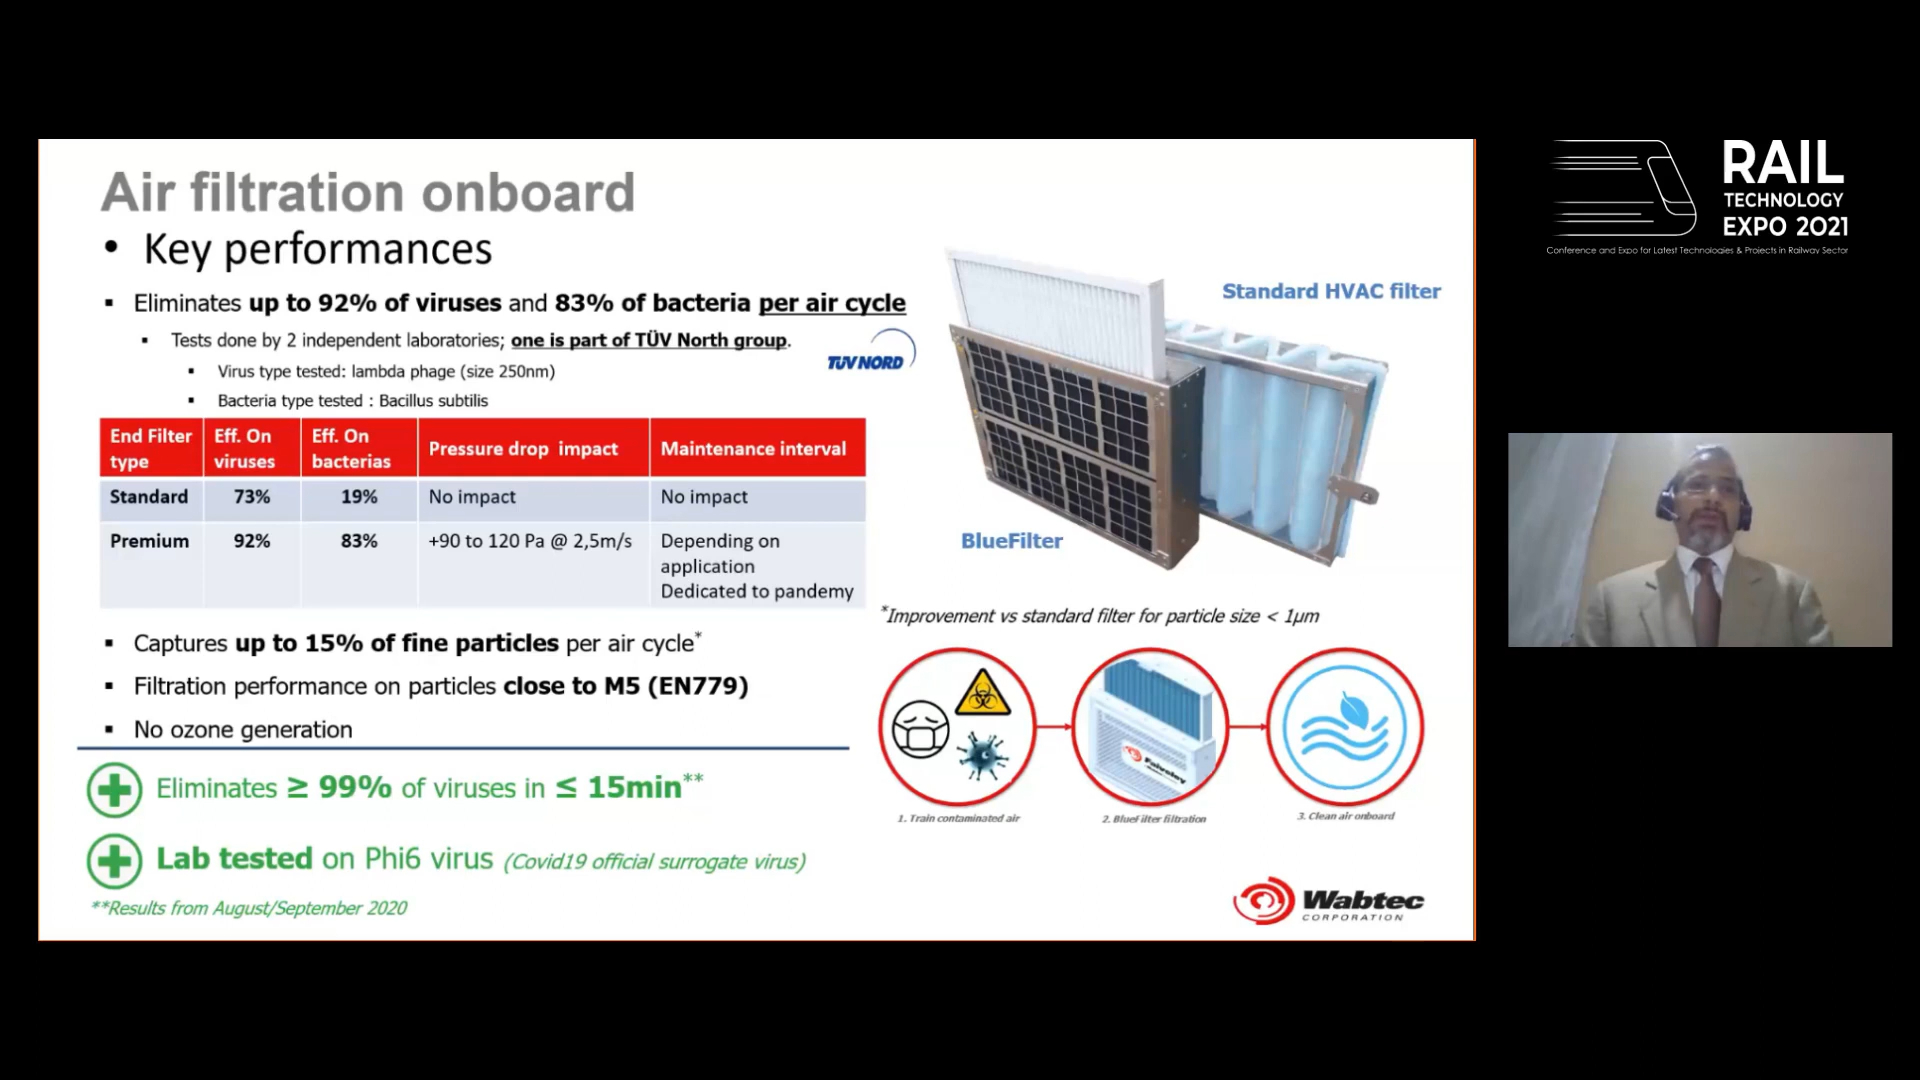 Air filtration onboard
• Key performances
▪ Eliminates up to 92% of viruses and 83% of bacteria per air cycle
▪ Tests done by 2 independent laboratories; one is part of TÜV North group.
▪ Virus type tested: lambda phage (size 250nm)
▪ Bacteria type tested : Bacillus subtilis
TÜV NORD
End Filter type
Eff. On viruses
Eff. On bacterias
Pressure drop impact
Maintenance interval
Standard
73%
19%
No impact
No impact
Premium
92%
83%
+90 to 120 Pa @ 2,5m/s
Depending on
application
Dedicated to pandemy
▪ Captures up to 15% of fine particles per air cycle*
▪ Filtration performance on particles close to M5 (EN779)
▪ No ozone generation
Eliminates ≥ 99% of viruses in ≤ 15min**
Lab tested on Phi6 virus (Covid19 official surrogate virus)
**Results from August/September 2020
Standard HVAC filter
BlueFilter
*Improvement vs standard filter for particle size < 1µm
Faiveley
1. Train contaminated air
2. BlueFilter filtration
3. Clean air onboard
Wabtec
CORPORATION
RAIL
TECHNOLOGY
EXPO 2021
Conference and Expo for Latest Technologies & Projects in Railway Sector